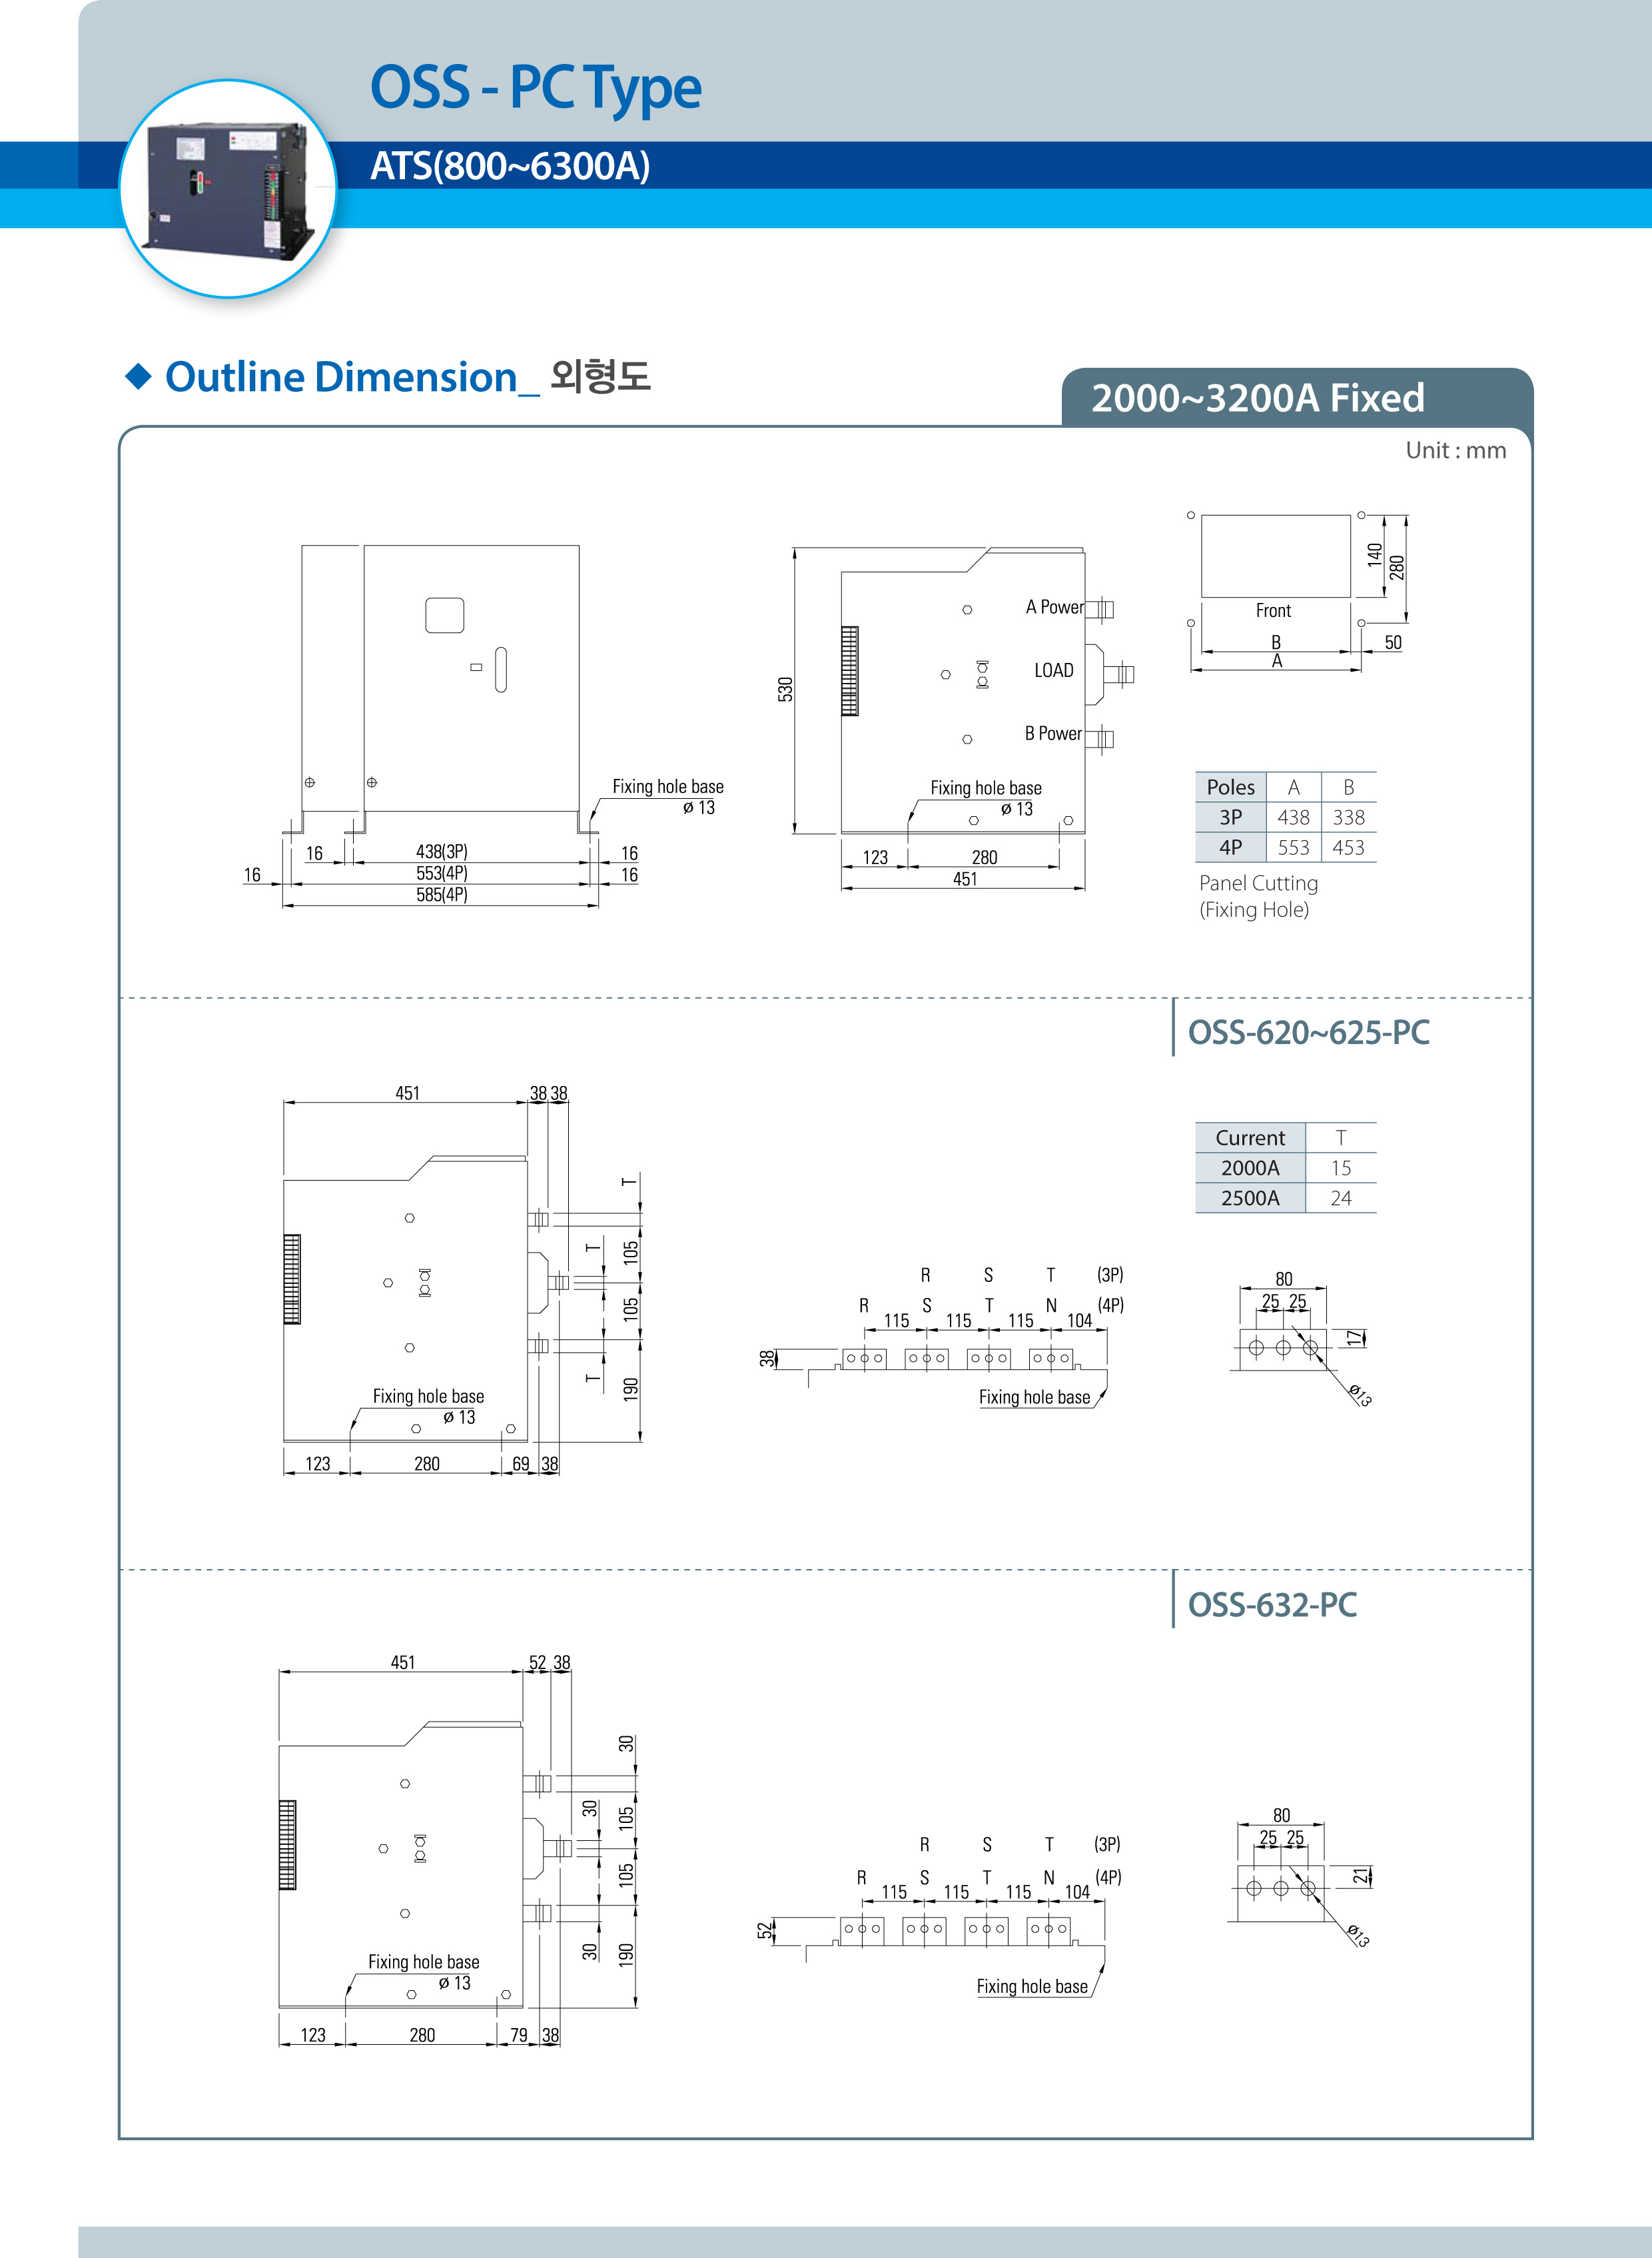 OSS - PC Type
ATS(800~6300A)
◆ Outline Dimension_ 외형도
2000~3200A Fixed
Unit : mm
A Power
LOAD
B Power
530
Fixing hole base
ø 13
123
280
451
Fixing hole base
ø 13
16
438(3P)
16
16
553(4P)
16
585(4P)
140
280
Front
B
50
A
Poles A B
3P 438 338
4P 553 453
Panel Cutting
(Fixing Hole)
OSS-620~625-PC
451
38 38
T
T
105
105
T
190
Fixing hole base
ø 13
123
280
69
38
R S T (3P)
R S T N (4P)
115 115 115 104
38
Fixing hole base
Current T
2000A 15
2500A 24
80
25 25
17
ø13
OSS-632-PC
451
52 38
30
30
105
105
30
190
Fixing hole base
ø 13
123
280
79
38
R S T (3P)
R S T N (4P)
115 115 115 104
52
Fixing hole base
80
25 25
21
ø13